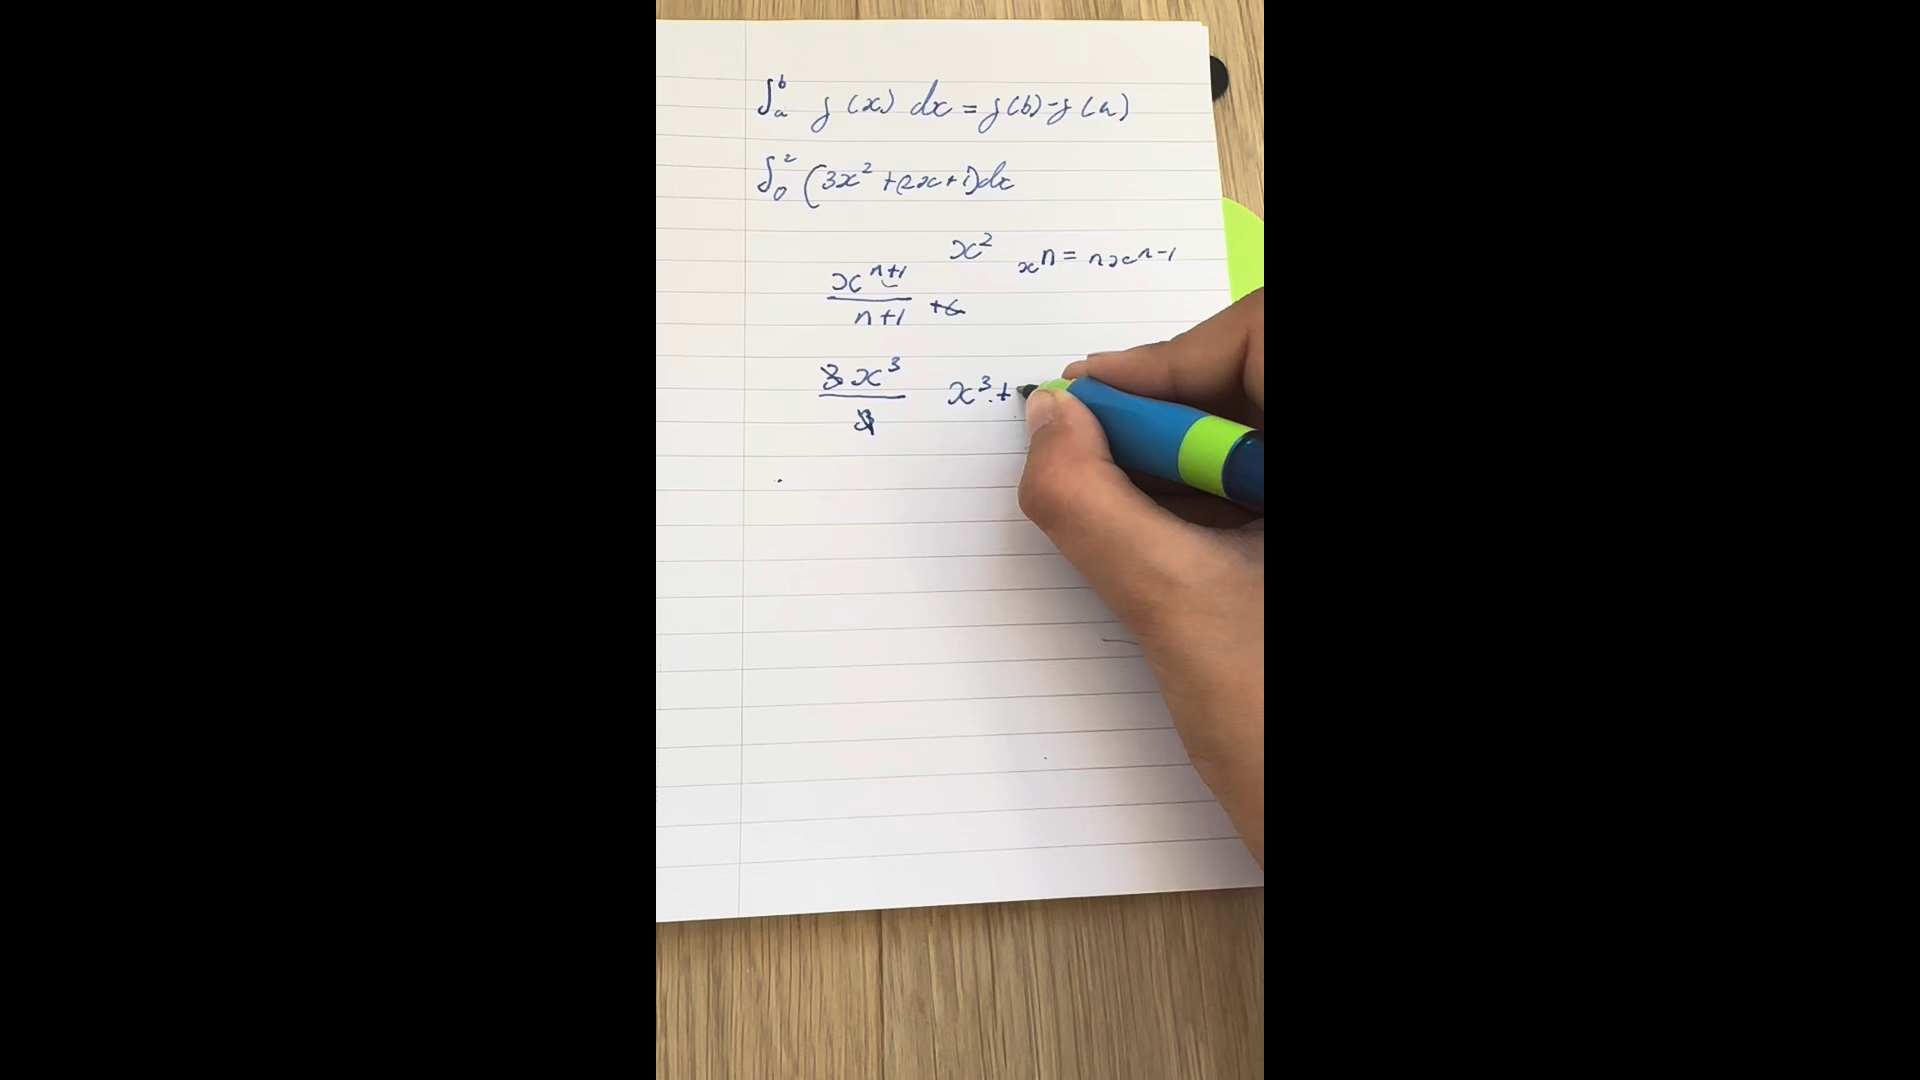 ∫ₐᵇ f(x) dx = f(b)-f(a)
∫₀² (3x² + 2x + 1)dx
x² xⁿ = nxⁿ⁻¹
xⁿ⁺¹
n+1 +c
3x³ x³ +
3